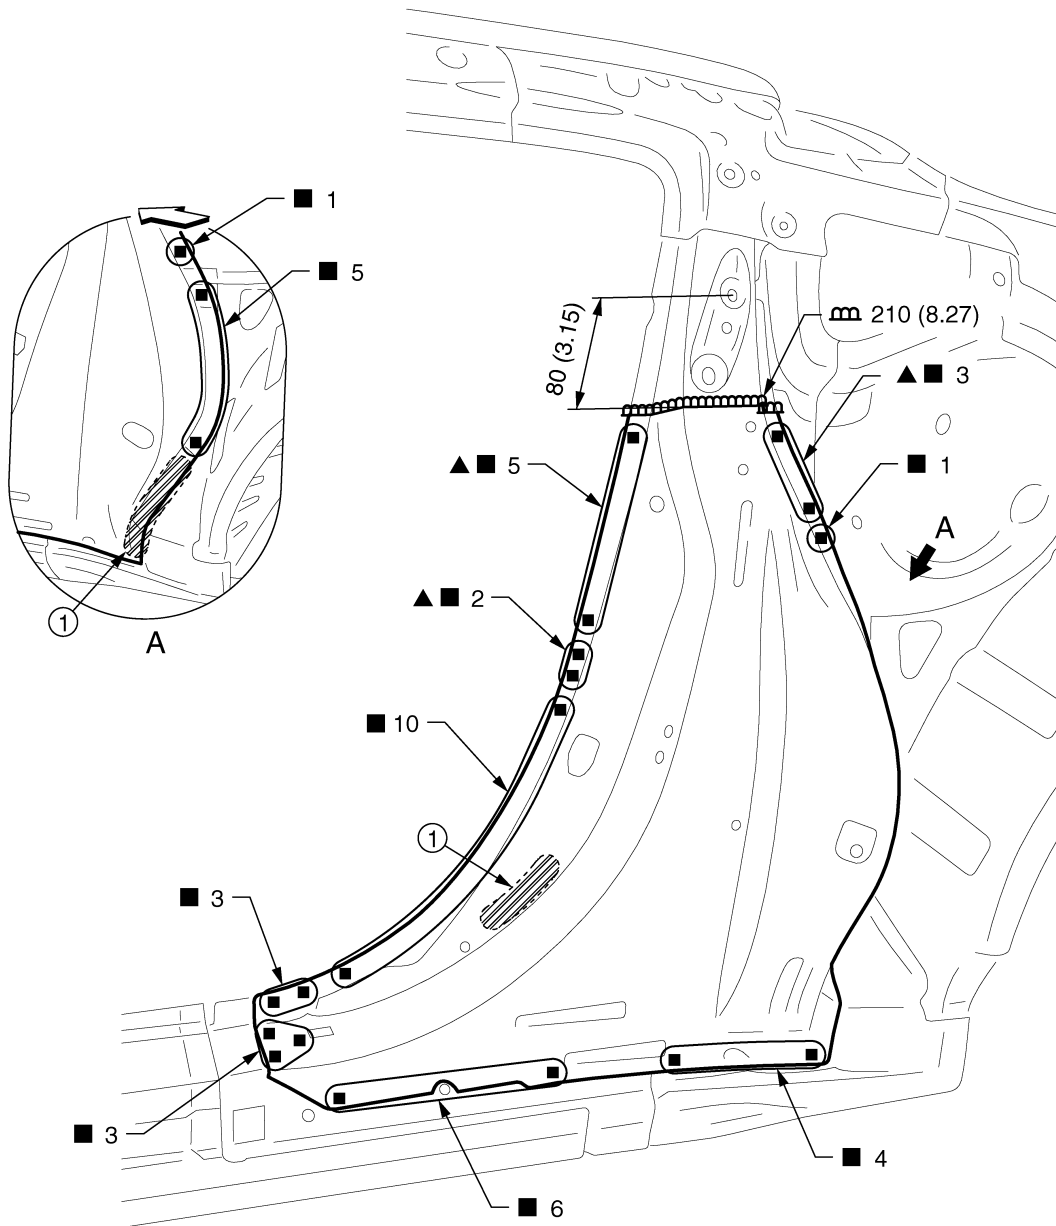 ■ 1
■ 5
80 (3.15)
210 (8.27)
▲ ■ 3
▲ ■ 5
■ 1
A
▲ ■ 2
1
A
■ 10
1
■ 3
■ 3
■ 4
■ 6